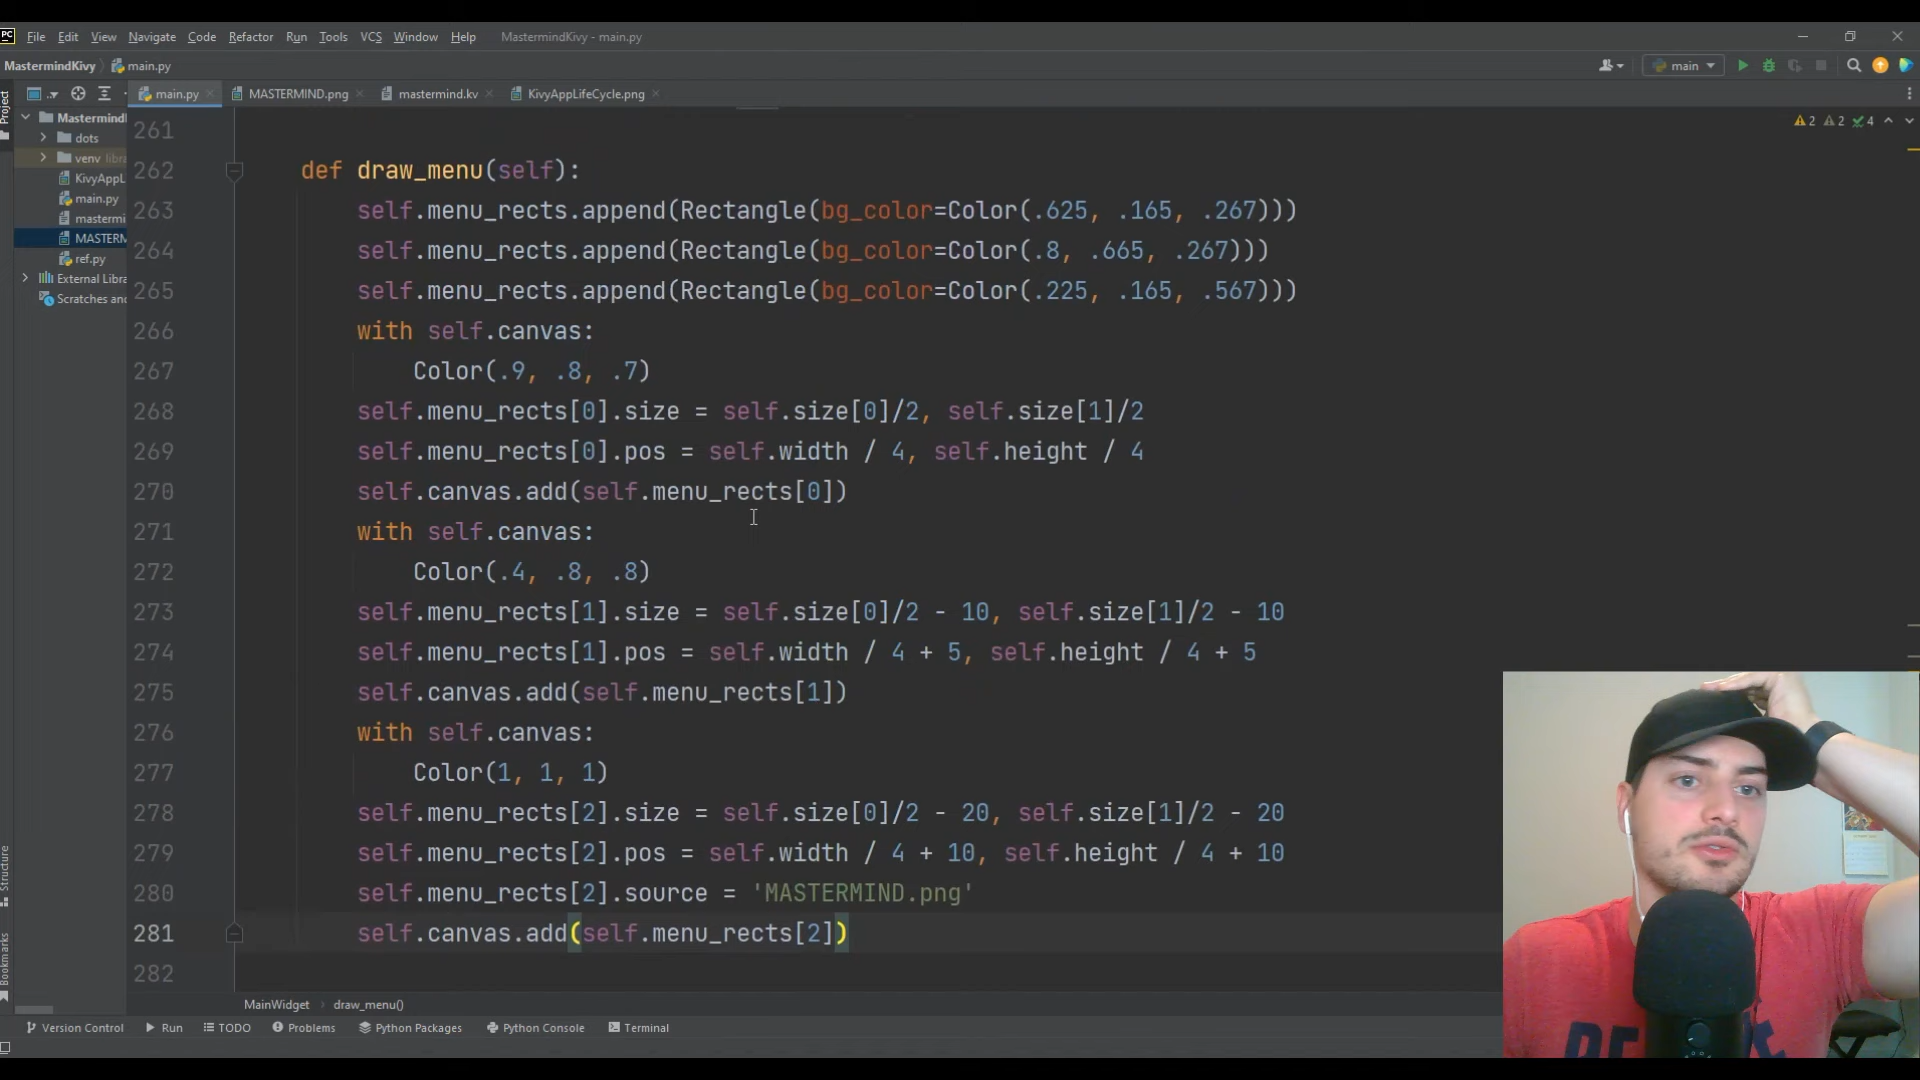 PC File Edit View Navigate Code Refactor Run Tools VCS Window Help MastermindKivy - main.py
MastermindKivy main.py main
main.py MASTERMIND.png mastermind.kv KivyAppLifeCycle.png
Project
Mastermind
dots
venv libra
KivyAppL
main.py
mastermi
MASTERM
ref.py
External Libra
Scratches and
2 2 4
261
262 def draw_menu(self):
263 self.menu_rects.append(Rectangle(bg_color=Color(.625, .165, .267)))
264 self.menu_rects.append(Rectangle(bg_color=Color(.8, .665, .267)))
265 self.menu_rects.append(Rectangle(bg_color=Color(.225, .165, .567)))
266 with self.canvas:
267 Color(.9, .8, .7)
268 self.menu_rects[0].size = self.size[0]/2, self.size[1]/2
269 self.menu_rects[0].pos = self.width / 4, self.height / 4
270 self.canvas.add(self.menu_rects[0])
271 with self.canvas:
272 Color(.4, .8, .8)
273 self.menu_rects[1].size = self.size[0]/2 - 10, self.size[1]/2 - 10
274 self.menu_rects[1].pos = self.width / 4 + 5, self.height / 4 + 5
275 self.canvas.add(self.menu_rects[1])
276 with self.canvas:
277 Color(1, 1, 1)
278 self.menu_rects[2].size = self.size[0]/2 - 20, self.size[1]/2 - 20
279 self.menu_rects[2].pos = self.width / 4 + 10, self.height / 4 + 10
280 self.menu_rects[2].source = 'MASTERMIND.png'
281 self.canvas.add(self.menu_rects[2])
282
Structure
Bookmarks
MainWidget draw_menu()
Version Control Run TODO Problems Python Packages Python Console Terminal